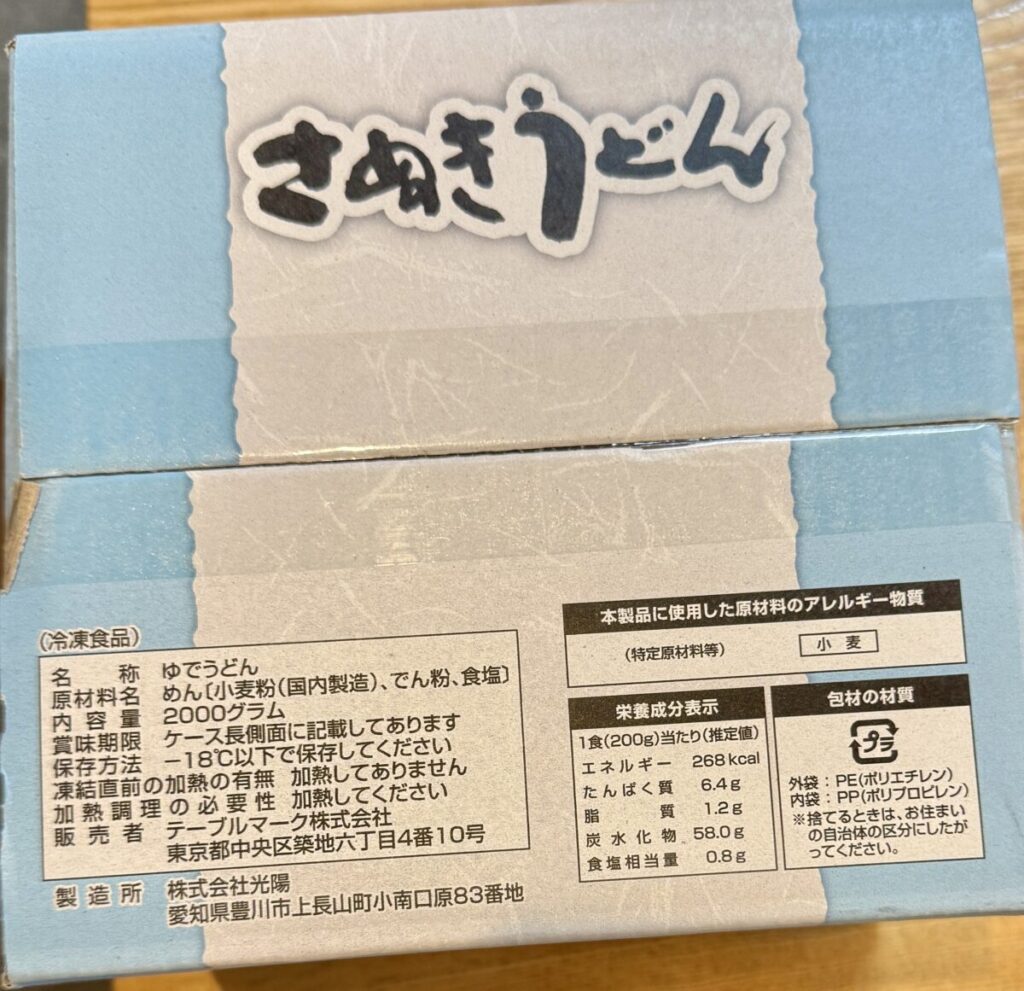 さぬきうどん
(冷凍食品)
名称 ゆでうどん
原材料名 めん〔小麦粉(国内製造)、でん粉、食塩〕
内容量 2000グラム
賞味期限 ケース長側面に記載してあります
保存方法 −18℃以下で保存してください
凍結直前の加熱の有無 加熱してありません
加熱調理の必要性 加熱してください
販売者 テーブルマーク株式会社
東京都中央区築地六丁目4番10号
製造所 株式会社光陽
愛知県豊川市上長山町小南口原83番地
本製品に使用した原材料のアレルギー物質
(特定原材料等) 小麦
栄養成分表示
1食(200g)当たり(推定値)
エネルギー 268kcal
たんぱく質 6.4g
脂質 1.2g
炭水化物 58.0g
食塩相当量 0.8g
包材の材質
プラ
外袋:PE(ポリエチレン)
内袋:PP(ポリプロピレン)
※捨てるときは、お住まい
の自治体の区分にしたが
ってください。